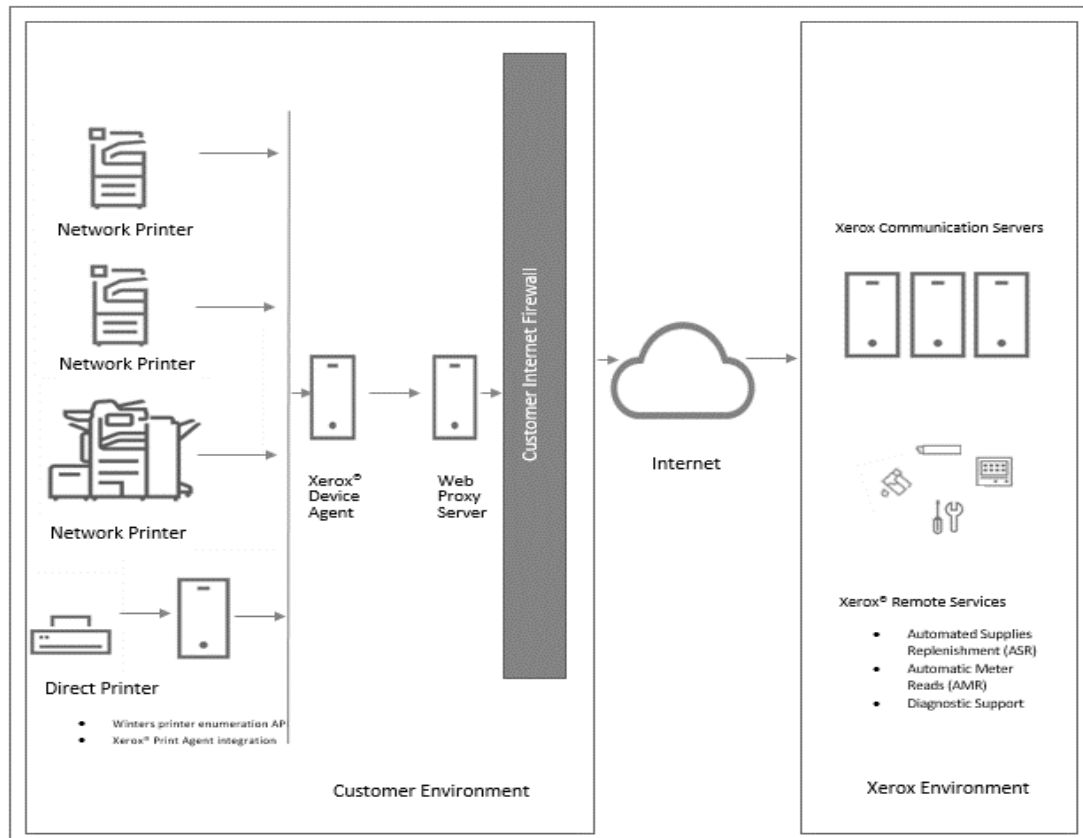 Network Printer
Network Printer
Network Printer
Direct Printer
• Winters printer enumeration AP
• Xerox® Print Agent integration
Xerox®
Device
Agent
Web
Proxy
Server
Customer Internet Firewall
Customer Environment
Internet
Xerox Communication Servers
Xerox® Remote Services
• Automated Supplies
Replenishment (ASR)
• Automatic Meter
Reads (AMR)
• Diagnostic Support
Xerox Environment